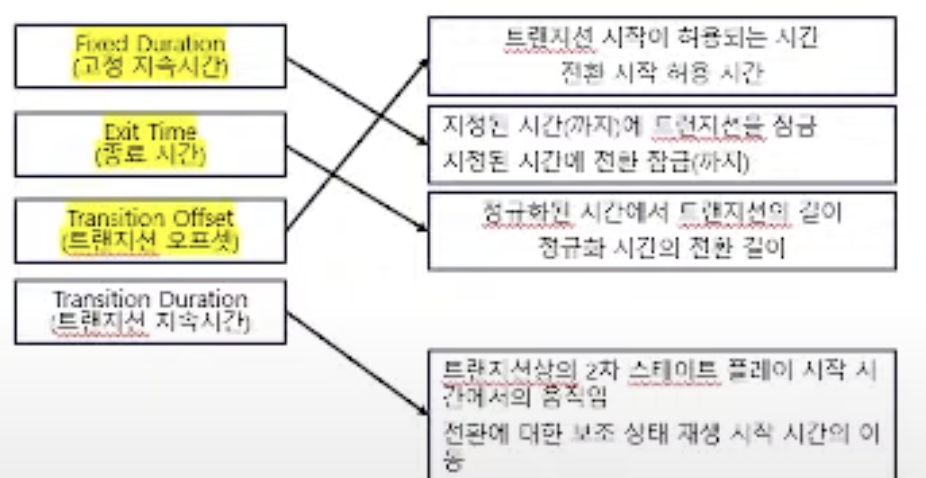 Fixed Duration
(고정 지속시간)
Exit Time
(종료 시간)
Transition Offset
(트랜지션 오프셋)
Transition Duration
(트랜지션 지속시간)
트랜지션 시작이 허용되는 시간
전환 시작 허용 시간
지정된 시간(까지)에 트런지션을 잠금
지정된 시간에 전환 잠금(까지)
정규화된 시간에서 트랜지션의 길이
정규화 시간의 전환 길이
트랜지션상의 2차 스테이트 플레이 시작 시
간에서의 움직임
전환에 대한 보조 상태 재생 시작 시간의 이
동